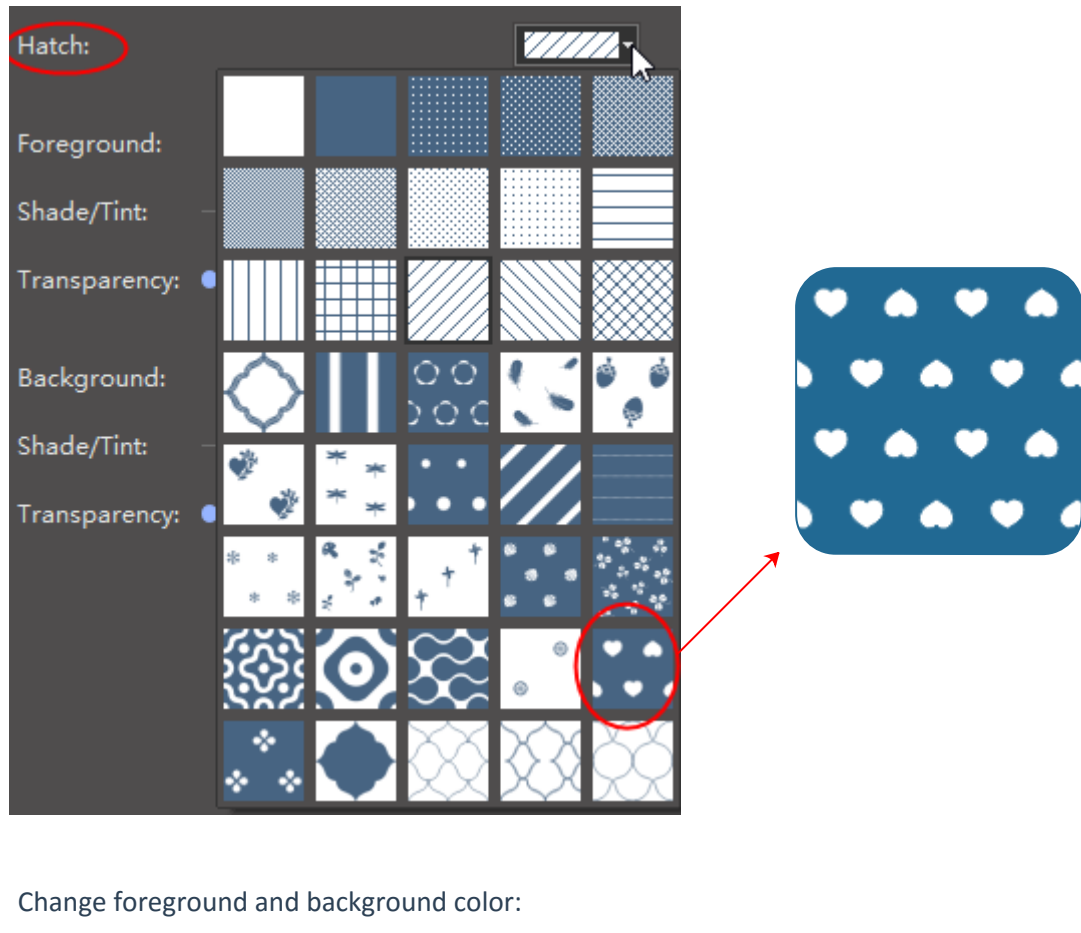 Hatch:
Foreground:
Shade/Tint:
Transparency:
Background:
Shade/Tint:
Transparency:
Change foreground and background color: